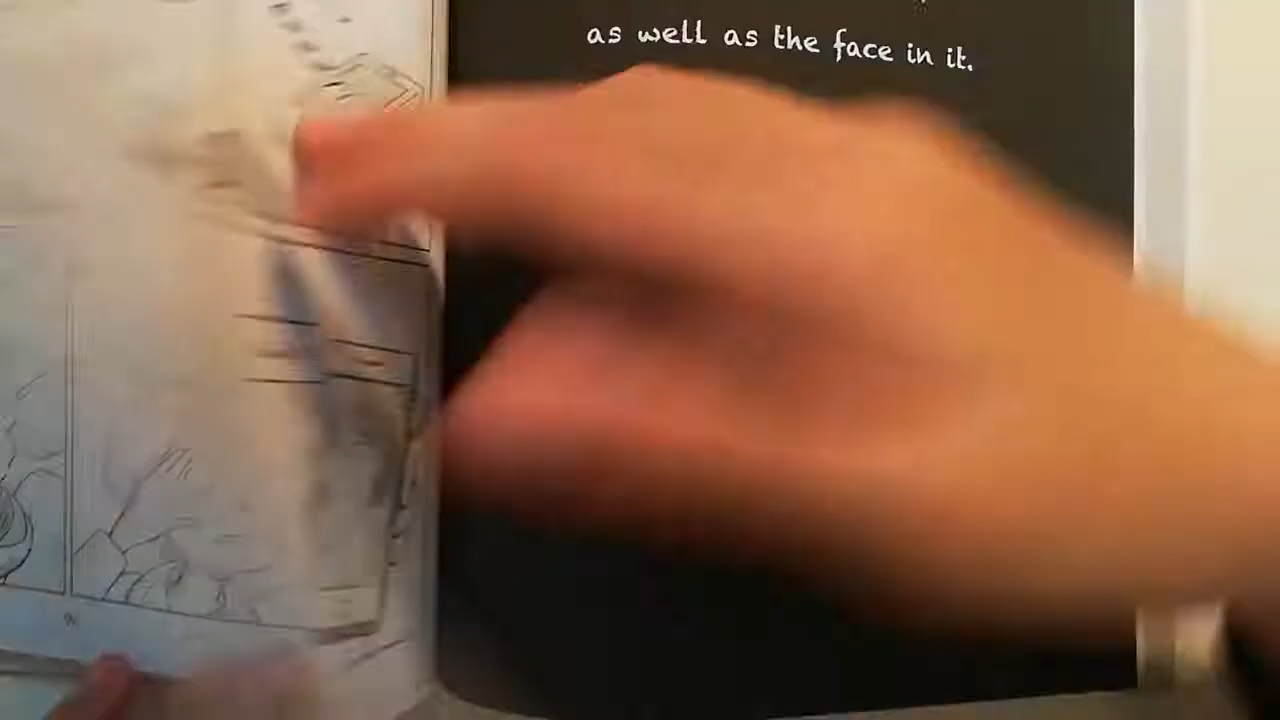 as well as the face in it.